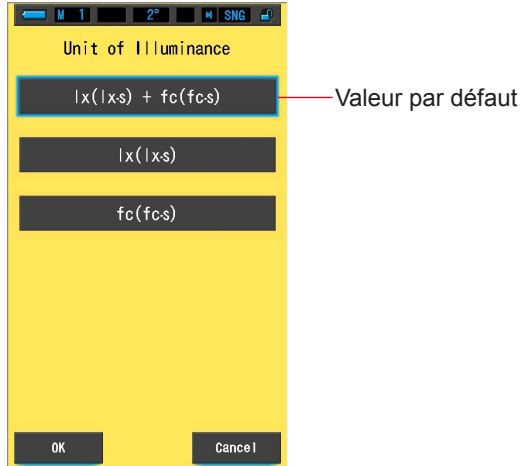 M 1 2° SNG
Unit of Illuminance
lx(lx·s) + fc(fc·s)
Valeur par défaut
lx(lx·s)
fc(fc·s)
OK Cancel